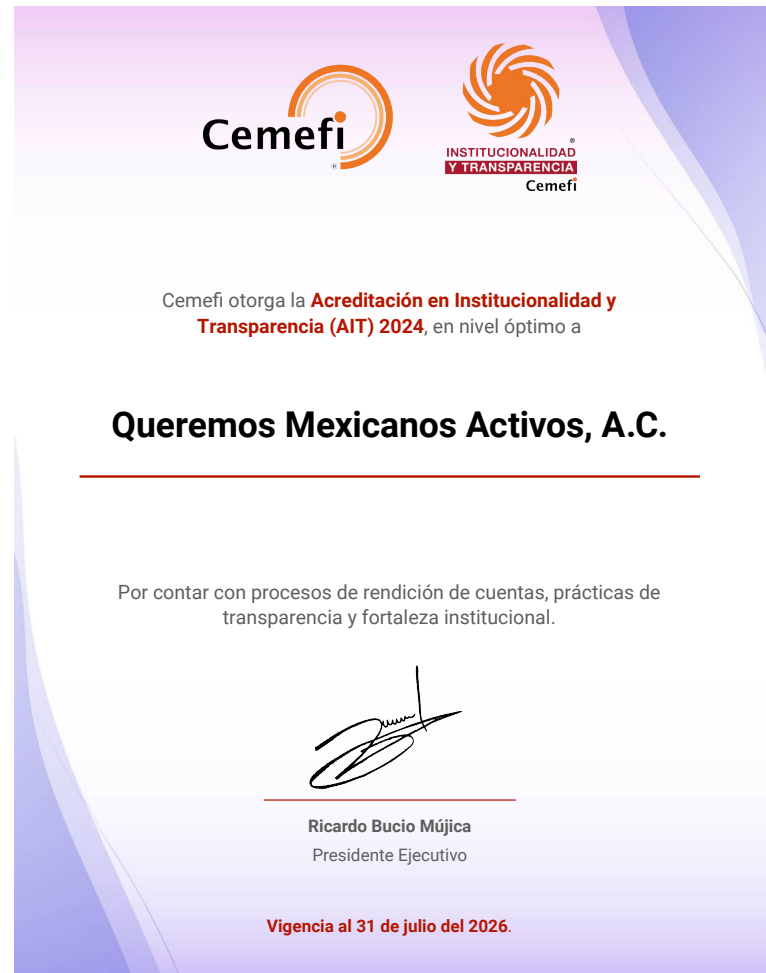 Cemefi
®
®
INSTITUCIONALIDAD
Y TRANSPARENCIA
Cemefi
Cemefi otorga la Acreditación en Institucionalidad y
Transparencia (AIT) 2024, en nivel óptimo a
Queremos Mexicanos Activos, A.C.
Por contar con procesos de rendición de cuentas, prácticas de
transparencia y fortaleza institucional.
Ricardo Bucio Mújica
Presidente Ejecutivo
Vigencia al 31 de julio del 2026.